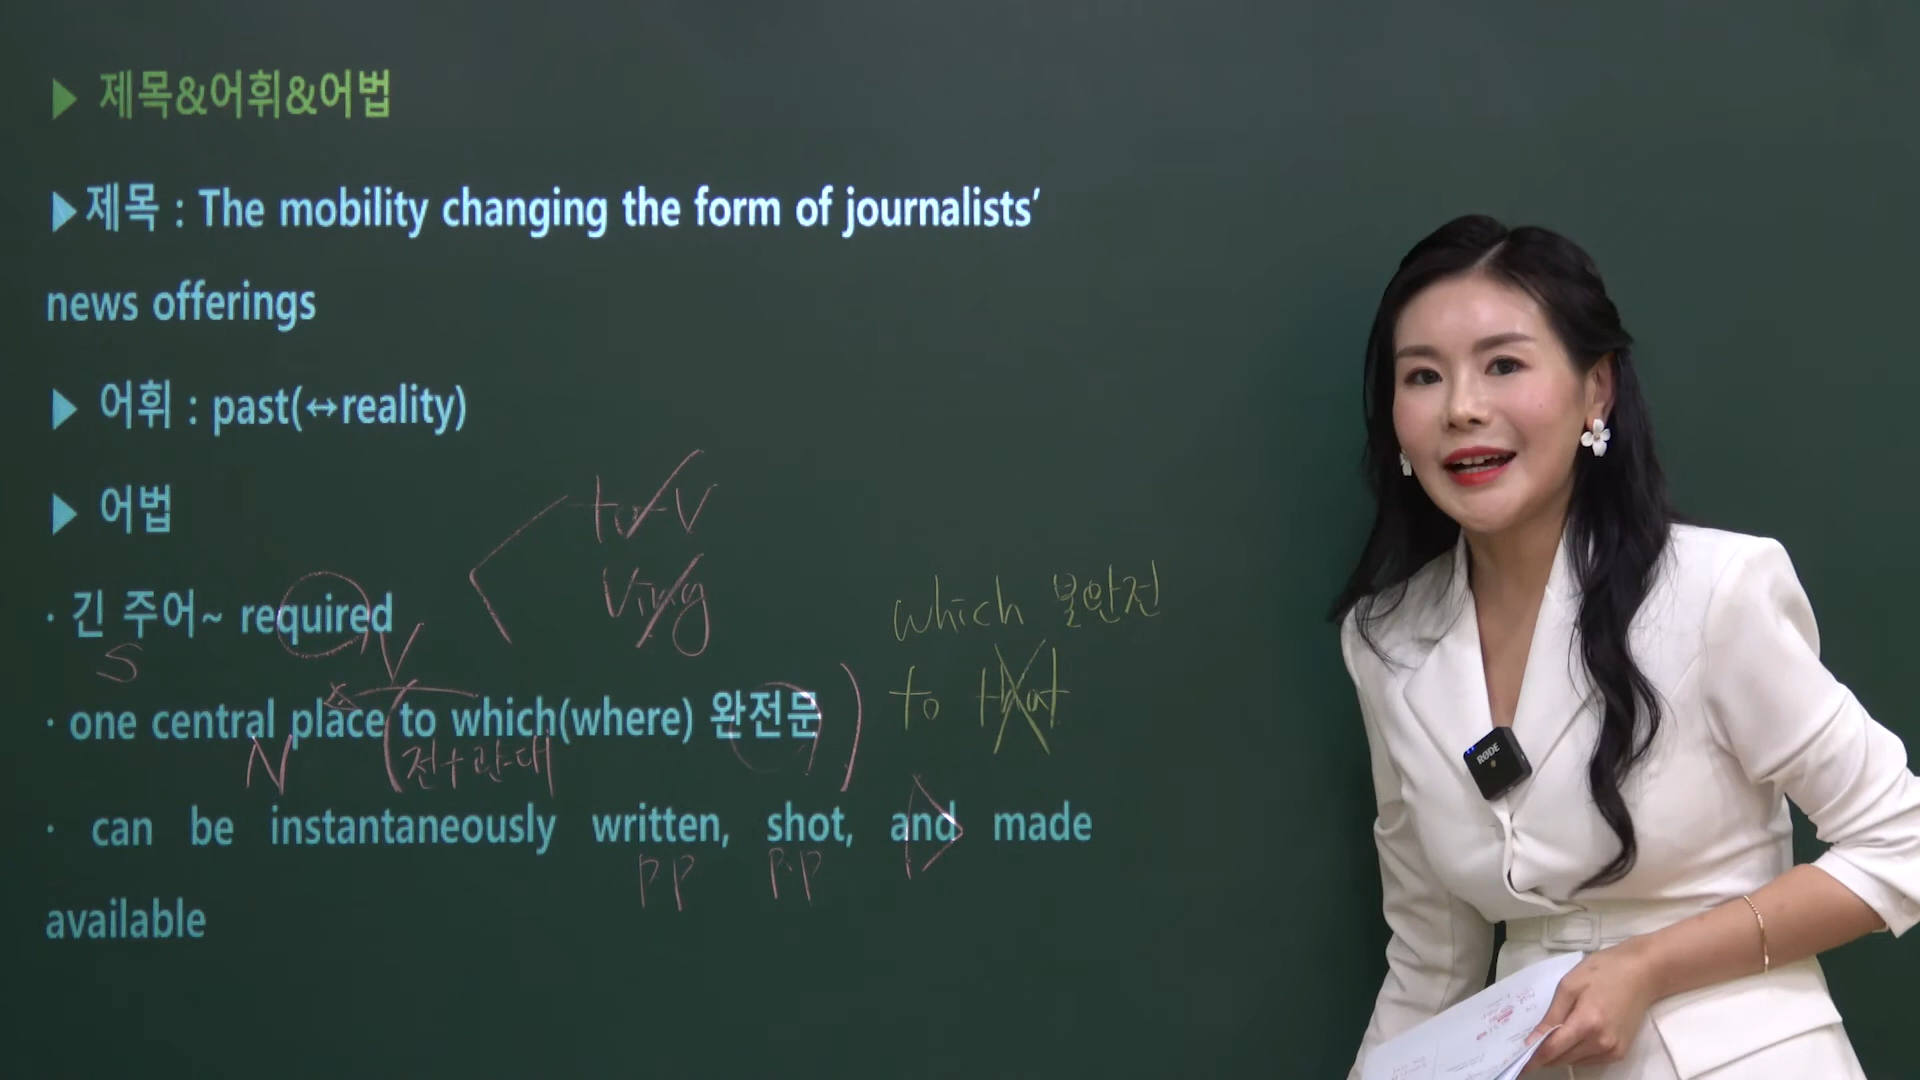 ▶ 제목&어휘&어법
▶제목 : The mobility changing the form of journalists’
news offerings
▶ 어휘 : past(↔reality)
▶ 어법
to-V
Ving
· 긴 주어~ required
S V
which 불완전
to that
· one central place to which(where) 완전문
N (전+관·대
· can be instantaneously written, shot, and made
pp p.p
available
RØDE